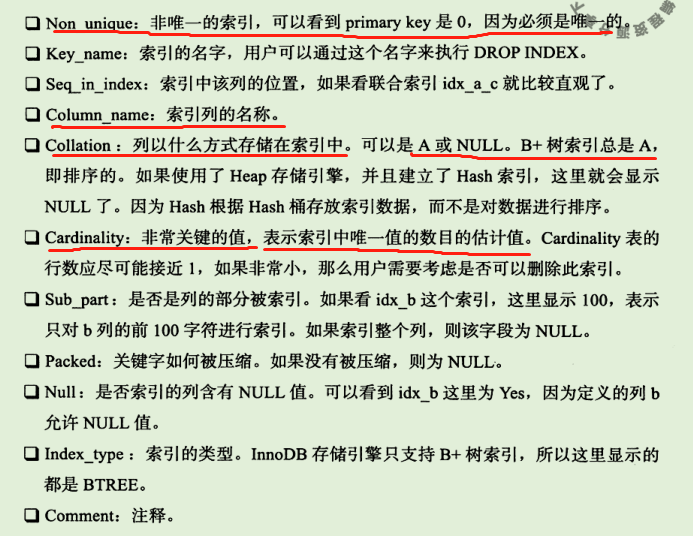 ❑ Non_unique：非唯一的索引，可以看到 primary key 是 0，因为必须是唯一的。
❑ Key_name：索引的名字，用户可以通过这个名字来执行 DROP INDEX。
❑ Seq_in_index：索引中该列的位置，如果看联合索引 idx_a_c 就比较直观了。
❑ Column_name：索引列的名称。
❑ Collation：列以什么方式存储在索引中。可以是 A 或 NULL。B+ 树索引总是 A，
即排序的。如果使用了 Heap 存储引擎，并且建立了 Hash 索引，这里就会显示
NULL 了。因为 Hash 根据 Hash 桶存放索引数据，而不是对数据进行排序。
❑ Cardinality：非常关键的值，表示索引中唯一值的数目的估计值。Cardinality 表的
行数应尽可能接近 1，如果非常小，那么用户需要考虑是否可以删除此索引。
❑ Sub_part：是否是列的部分被索引。如果看 idx_b 这个索引，这里显示 100，表示
只对 b 列的前 100 字符进行索引。如果索引整个列，则该字段为 NULL。
❑ Packed：关键字如何被压缩。如果没有被压缩，则为 NULL。
❑ Null：是否索引的列含有 NULL 值。可以看到 idx_b 这里为 Yes，因为定义的列 b
允许 NULL 值。
❑ Index_type：索引的类型。InnoDB 存储引擎只支持 B+ 树索引，所以这里显示的
都是 BTREE。
❑ Comment：注释。